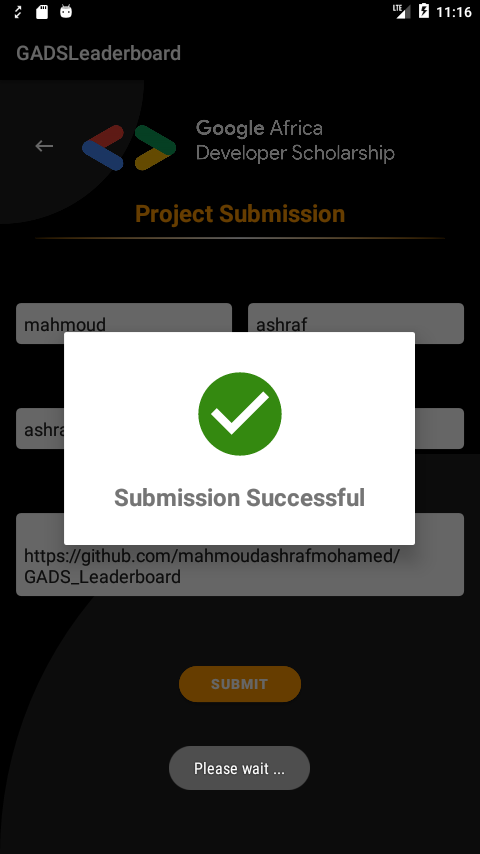 LTE 11:16
GADSLeaderboard
Google Africa
Developer Scholarship
Project Submission
mahmoud
ashraf
Submission Successful
https://github.com/mahmoudashrafmohamed/
GADS_Leaderboard
SUBMIT
Please wait ...